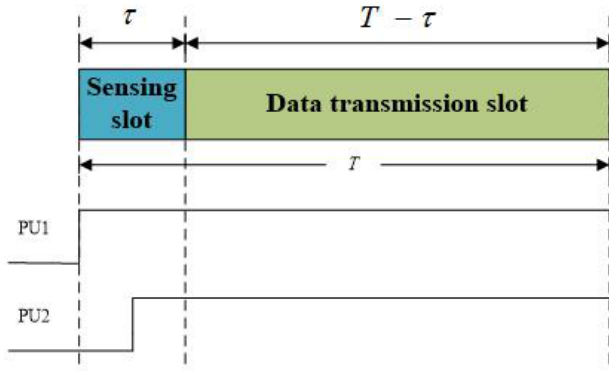 τ
T − τ
Sensing
slot
Data transmission slot
T
PU1
PU2